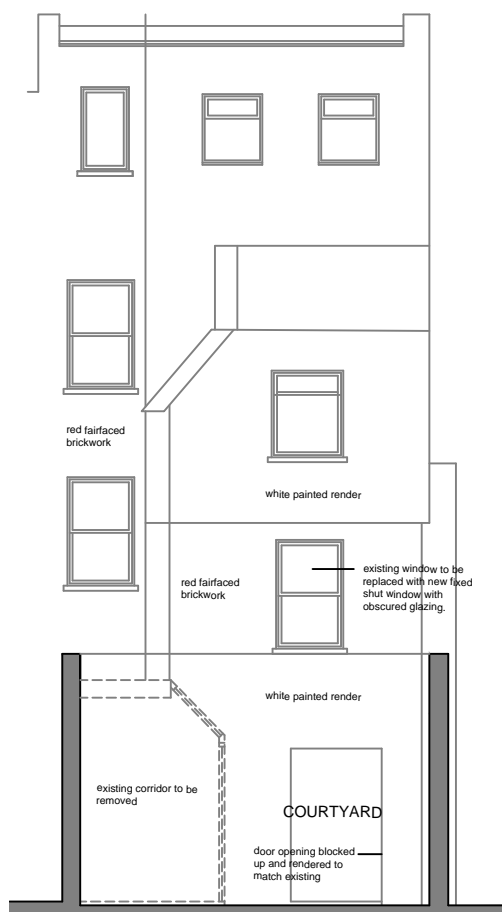 red fairfaced
brickwork
white painted render
red fairfaced
brickwork
existing window to be
replaced with new fixed
shut window with
obscured glazing.
white painted render
existing corridor to be
removed
COURTYARD
door opening blocked
up and rendered to
match existing